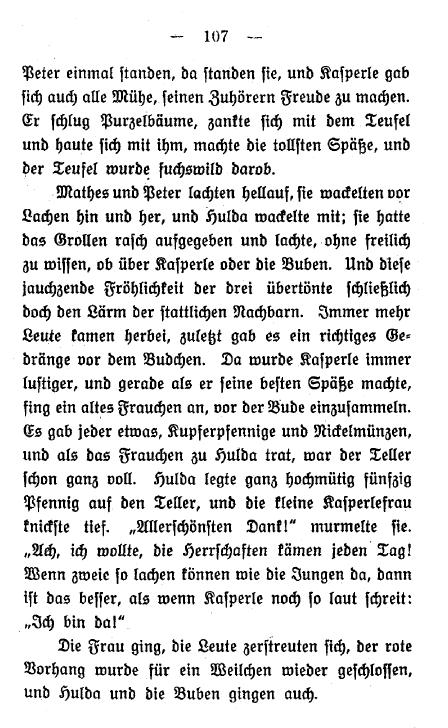 — 107 —
Peter einmal standen, da standen sie, und Kasperle gab
sich auch alle Mühe, seinen Zuhörern Freude zu machen.
Er schlug Purzelbäume, zankte sich mit dem Teufel
und haute sich mit ihm, machte die tollsten Späße, und
der Teufel wurde fuchswild darob.
Mathes und Peter lachten hellauf, sie wackelten vor
Lachen hin und her, und Hulda wackelte mit; sie hatte
das Grollen rasch aufgegeben und lachte, ohne freilich
zu wissen, ob über Kasperle oder die Buben. Und diese
jauchzende Fröhlichkeit der drei übertönte schließlich
doch den Lärm der stattlichen Nachbarn. Immer mehr
Leute kamen herbei, zuletzt gab es ein richtiges Ge-
dränge vor dem Budchen. Da wurde Kasperle immer
lustiger, und gerade als er seine besten Späße machte,
fing ein altes Frauchen an, vor der Bude einzusammeln.
Es gab jeder etwas, Kupferpfennige und Nickelmünzen,
und als das Frauchen zu Hulda trat, war der Teller
schon ganz voll. Hulda legte ganz hochmütig fünfzig
Pfennig auf den Teller, und die kleine Kasperlefrau
knickste tief. „Allerschönsten Dank!“ murmelte sie.
„Ach, ich wollte, die Herrschaften kämen jeden Tag!
Wenn zweie so lachen können wie die Jungen da, dann
ist das besser, als wenn Kasperle noch so laut schreit:
„Ich bin da!“
Die Frau ging, die Leute zerstreuten sich, der rote
Vorhang wurde für ein Weilchen wieder geschlossen,
und Hulda und die Buben gingen auch.